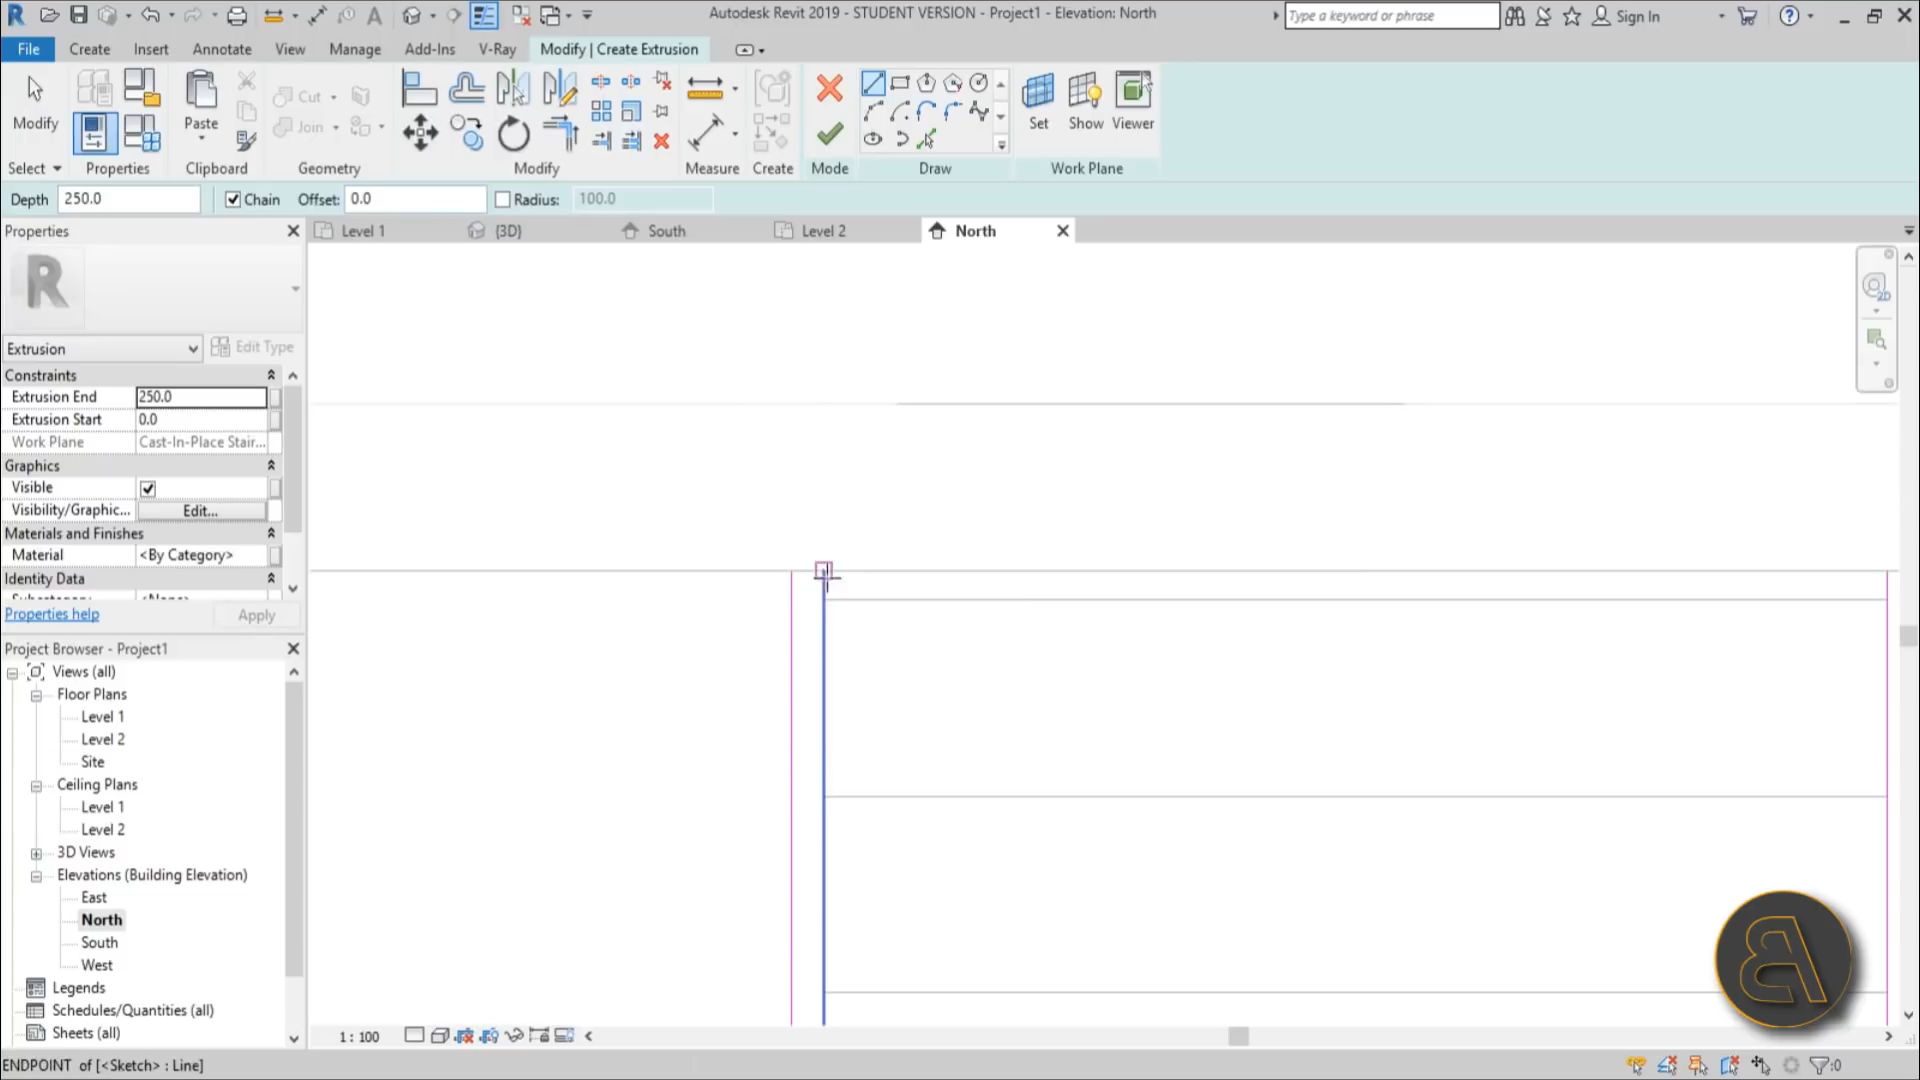 Autodesk Revit 2019 - STUDENT VERSION - Project1 - Elevation: North
Type a keyword or phrase
Sign In
File Create Insert Annotate View Manage Add-Ins V-Ray Modify | Create Extrusion
Modify
Paste
Cut
Join
Set Show Viewer
Select Properties Clipboard Geometry Modify Measure Create Mode Draw Work Plane
Depth 250.0 Chain Offset: 0.0 Radius: 100.0
Properties
Level 1 {3D} South Level 2 North
R
2D
Extrusion
Edit Type
Constraints
Extrusion End 250.0
Extrusion Start 0.0
Work Plane Cast-In-Place Stair...
Graphics
Visible
Visibility/Graphic... Edit...
Materials and Finishes
Material <By Category>
Identity Data
Properties help
Apply
Project Browser - Project1
Views (all)
Floor Plans
Level 1
Level 2
Site
Ceiling Plans
Level 1
Level 2
3D Views
Elevations (Building Elevation)
East
North
South
West
Legends
Schedules/Quantities (all)
Sheets (all)
1 : 100
ENDPOINT of [<Sketch> : Line]
:0